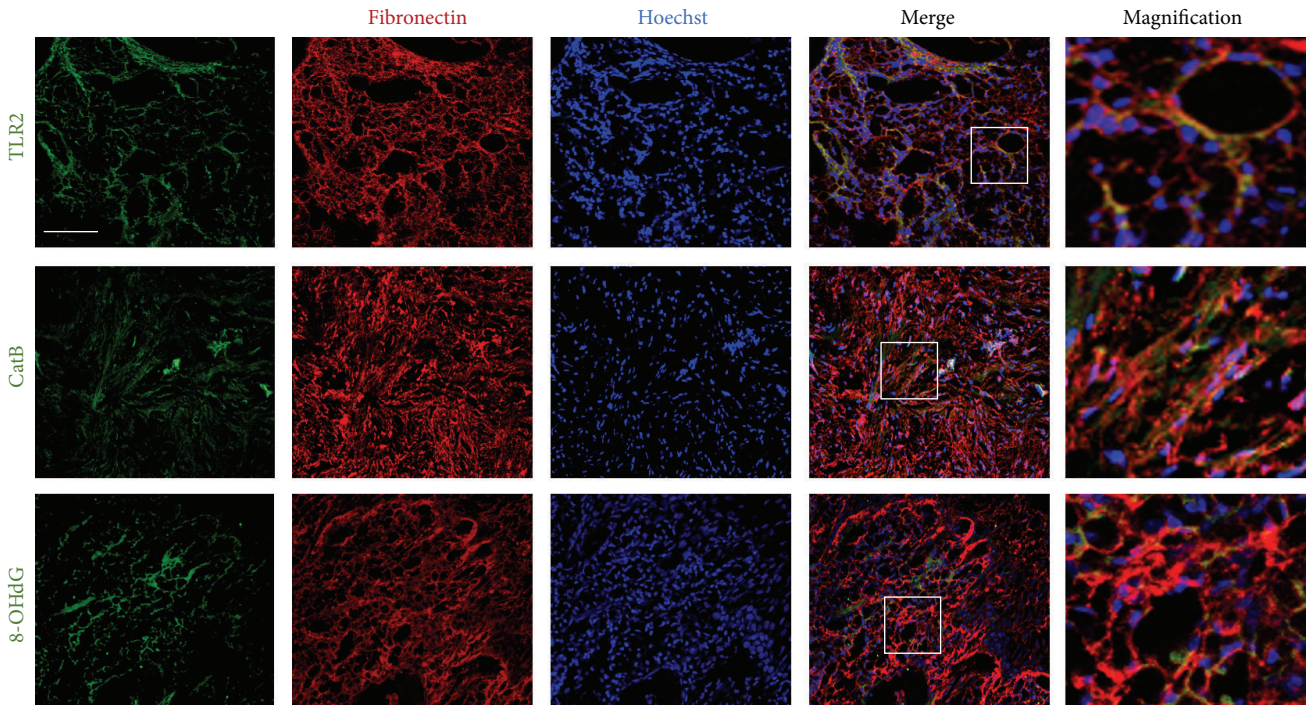 Fibronectin
Hoechst
Merge
Magnification
TLR2
CatB
8-OHdG